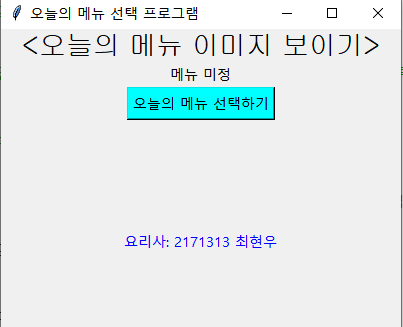 오늘의 메뉴 선택 프로그램
<오늘의 메뉴 이미지 보이기>
메뉴 미정
오늘의 메뉴 선택하기
요리사: 2171313 최현우